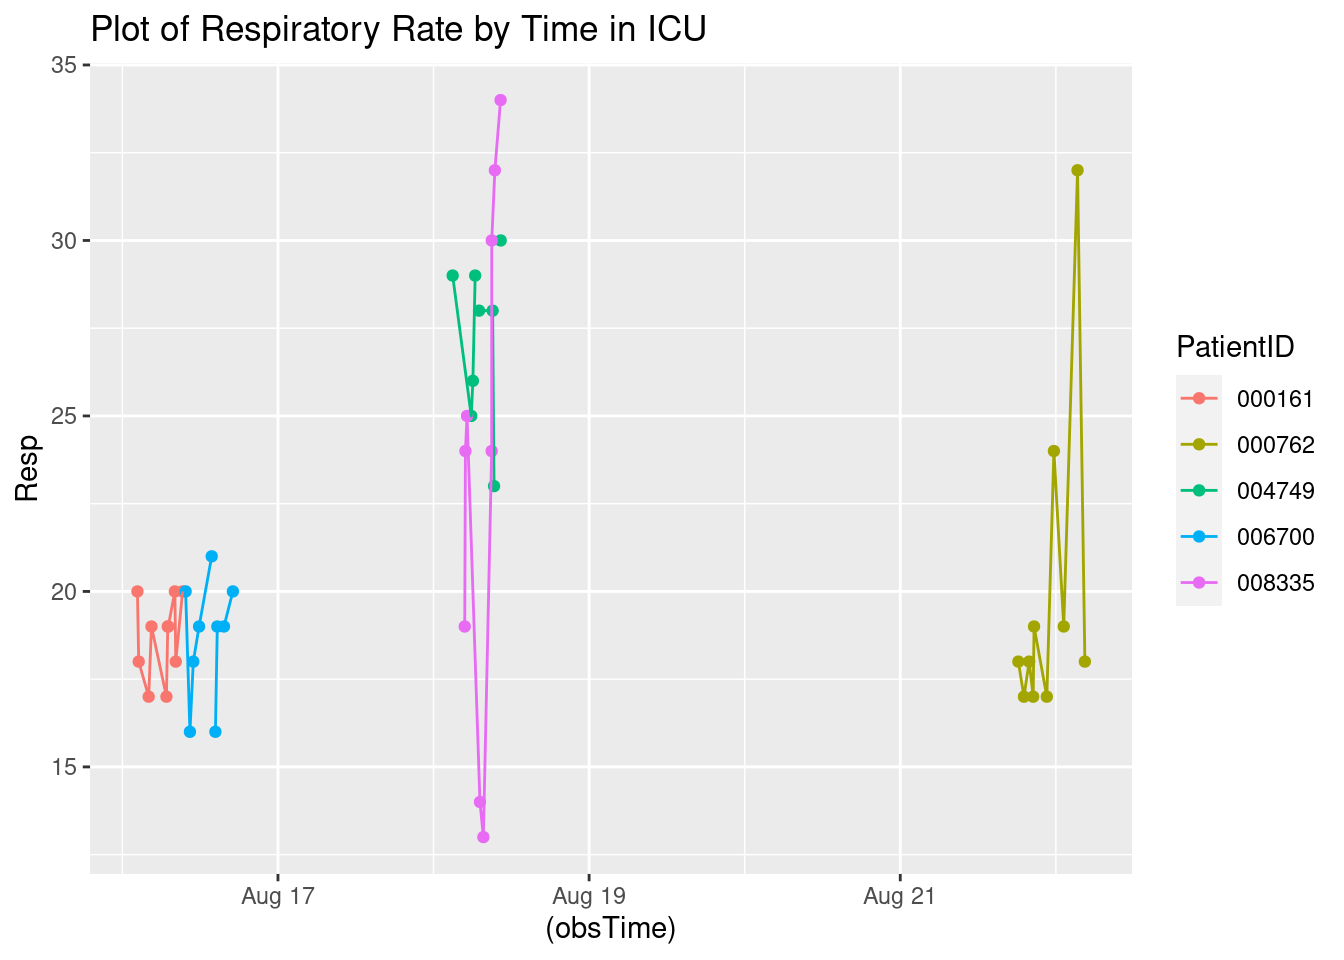 Plot of Respiratory Rate by Time in ICU
35
30
25
20
15
Resp
Aug 17
Aug 19
Aug 21
(obsTime)
PatientID
000161
000762
004749
006700
008335